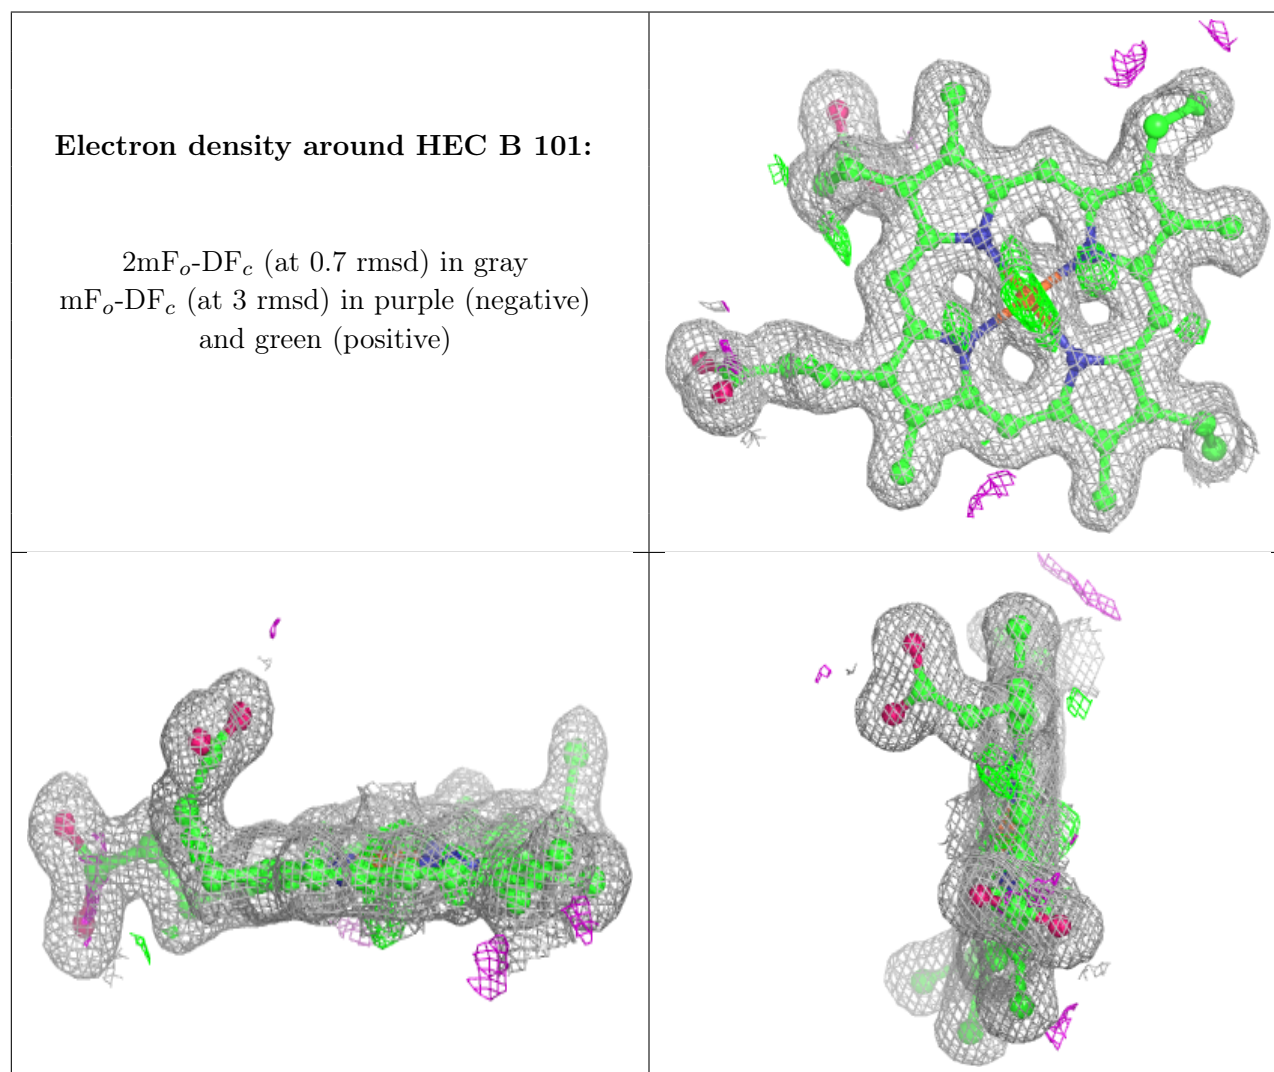 Electron density around HEC B 101:
2mFo-DFc (at 0.7 rmsd) in gray
mFo-DFc (at 3 rmsd) in purple (negative)
and green (positive)